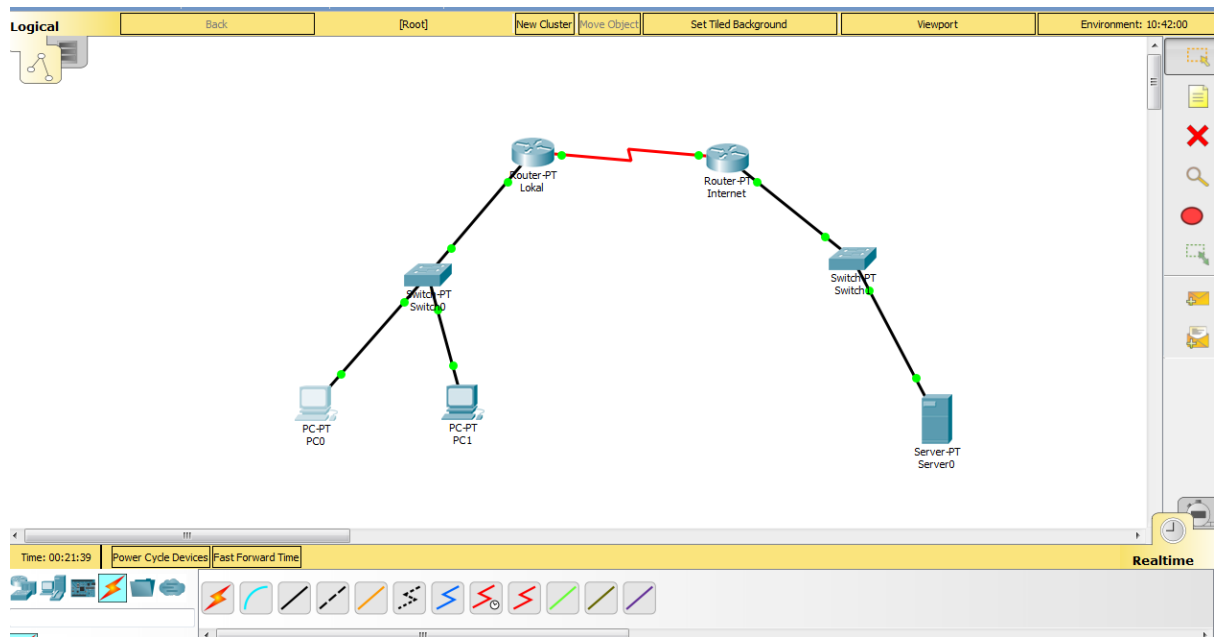 Logical
Back
[Root]
New Cluster
Move Object
Set Tiled Background
Viewport
Environment: 10:42:00
Router-PT
Lokal
Router-PT
Internet
Switch-PT
Switch0
Switch-PT
Switch1
PC-PT
PC0
PC-PT
PC1
Server-PT
Server0
Time: 00:21:39
Power Cycle Devices
Fast Forward Time
Realtime